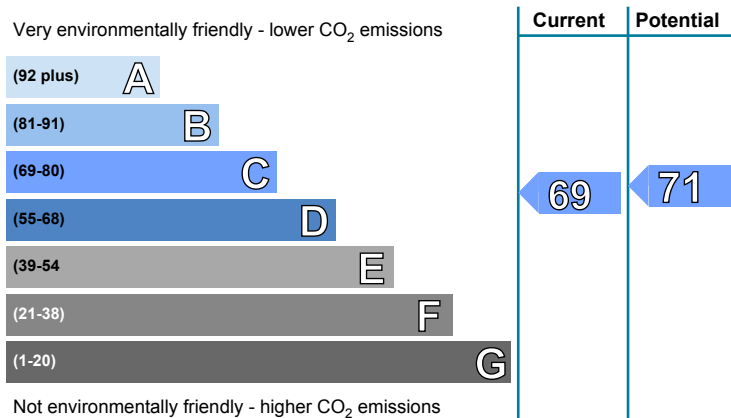 Very environmentally friendly - lower CO₂ emissions
Current
Potential
(92 plus) A
(81-91) B
(69-80) C
(55-68) D
(39-54 E
(21-38) F
(1-20) G
69
71
Not environmentally friendly - higher CO₂ emissions